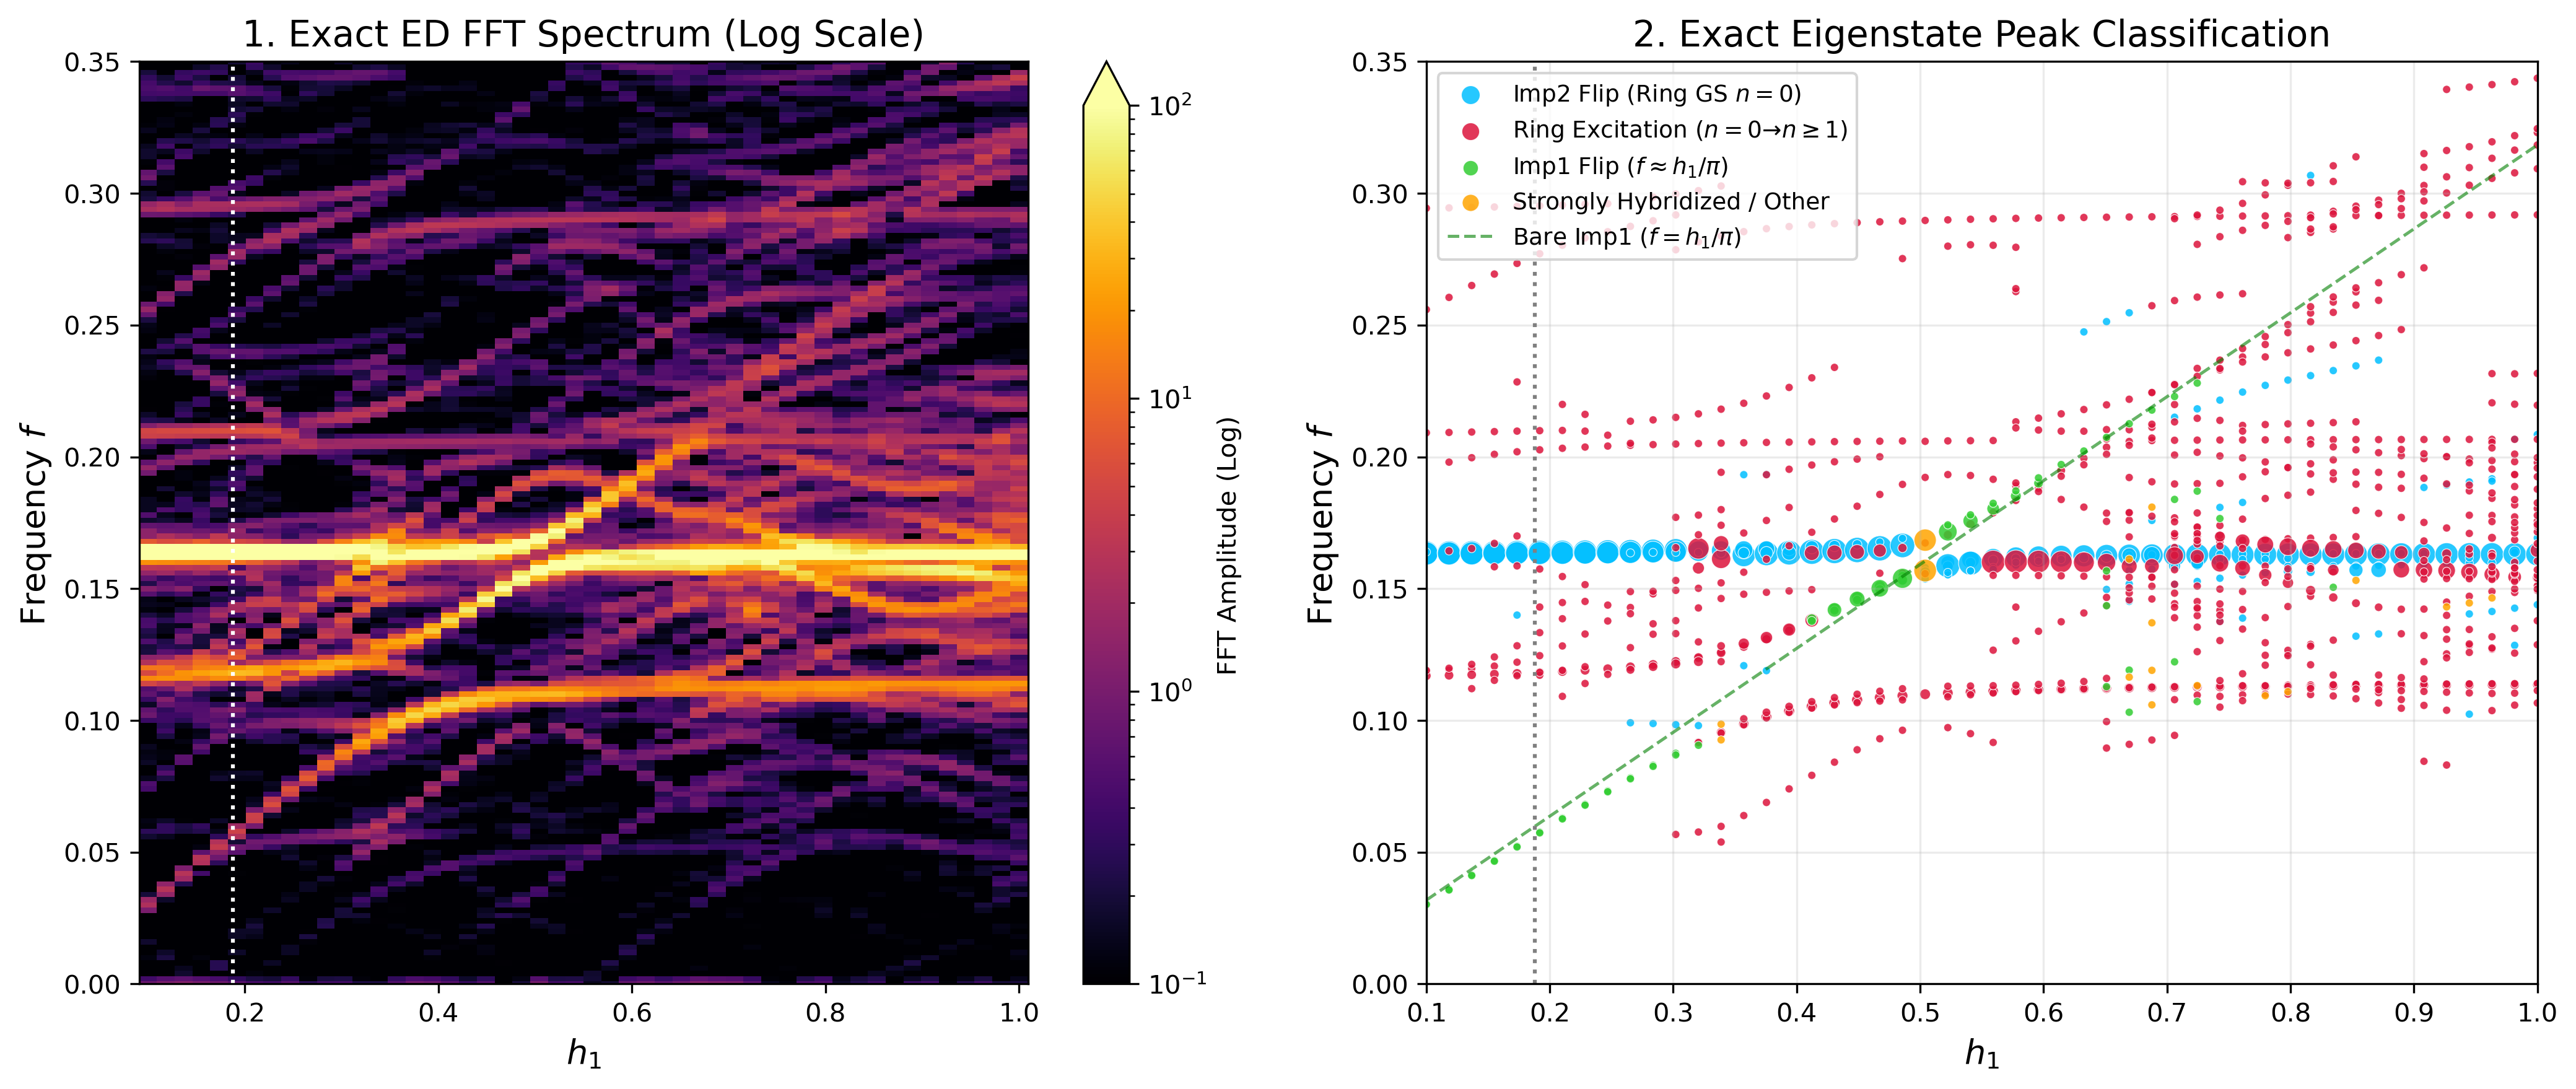 1. Exact ED FFT Spectrum (Log Scale)
Frequency f
0.35
0.30
0.25
0.20
0.15
0.10
0.05
0.00
0.2
0.4
0.6
0.8
1.0
h₁
10²
10¹
10⁰
10⁻¹
FFT Amplitude (Log)
2. Exact Eigenstate Peak Classification
Frequency f
0.35
0.30
0.25
0.20
0.15
0.10
0.05
0.00
Imp2 Flip (Ring GS n = 0)
Ring Excitation (n = 0→n ≥ 1)
Imp1 Flip (f ≈ h₁/π)
Strongly Hybridized / Other
Bare Imp1 (f = h₁/π)
0.1
0.2
0.3
0.4
0.5
0.6
0.7
0.8
0.9
1.0
h₁